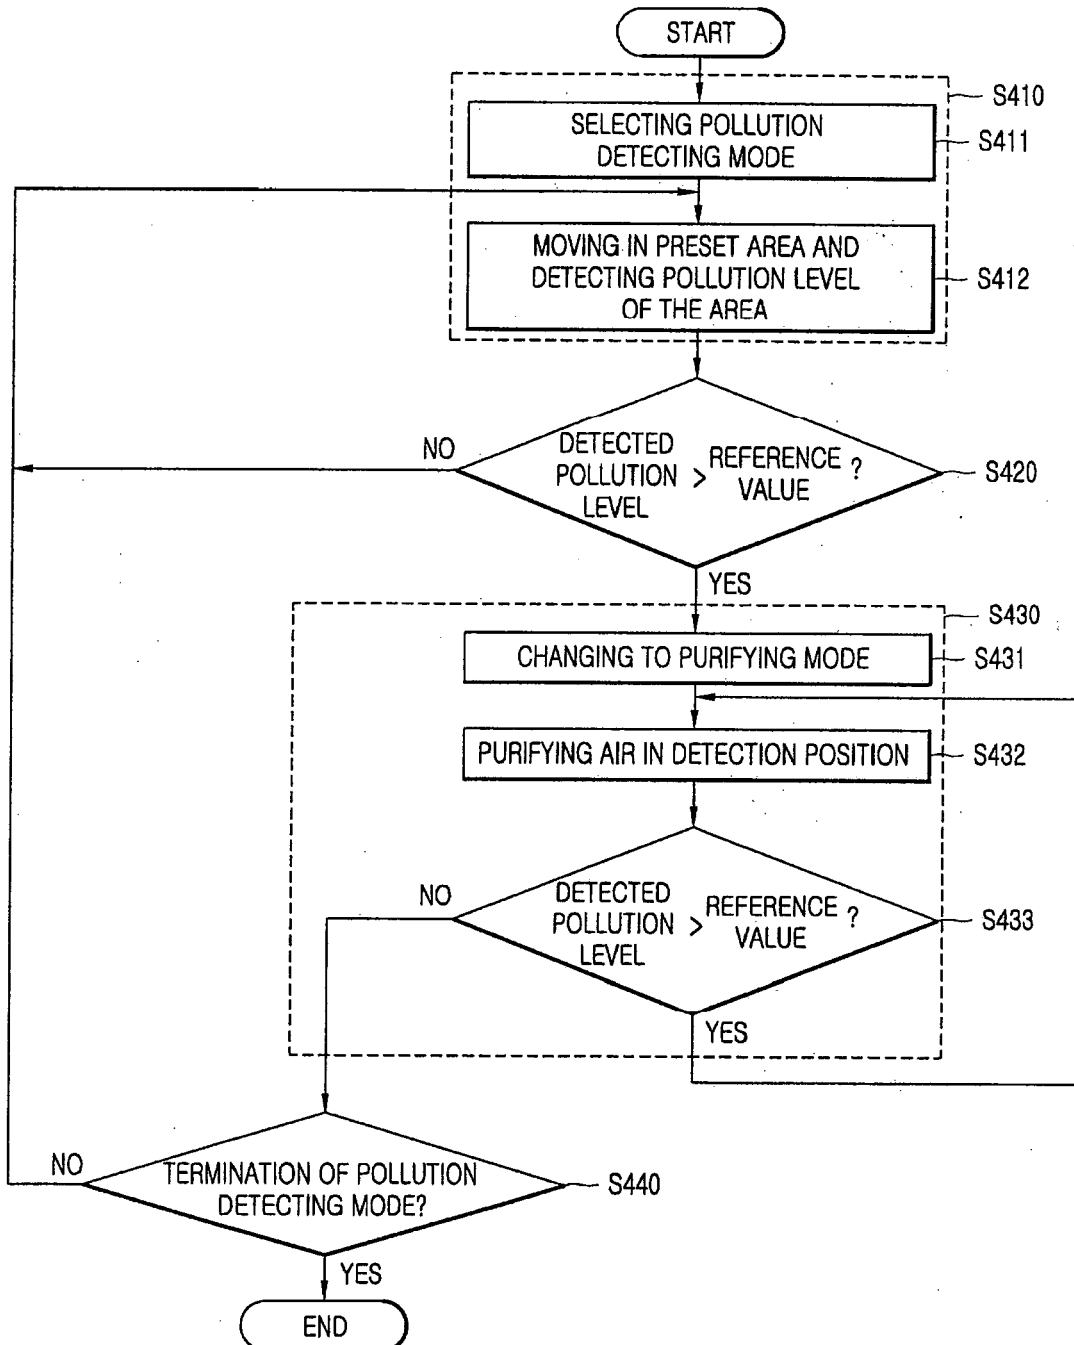 START
S410
SELECTING POLLUTION
DETECTING MODE
S411
MOVING IN PRESET AREA AND
DETECTING POLLUTION LEVEL
OF THE AREA
S412
NO
DETECTED
POLLUTION
LEVEL
>
REFERENCE
VALUE
?
S420
YES
S430
CHANGING TO PURIFYING MODE
S431
PURIFYING AIR IN DETECTION POSITION
S432
NO
DETECTED
POLLUTION
LEVEL
>
REFERENCE
VALUE
?
S433
YES
NO
TERMINATION OF POLLUTION
DETECTING MODE?
S440
YES
END